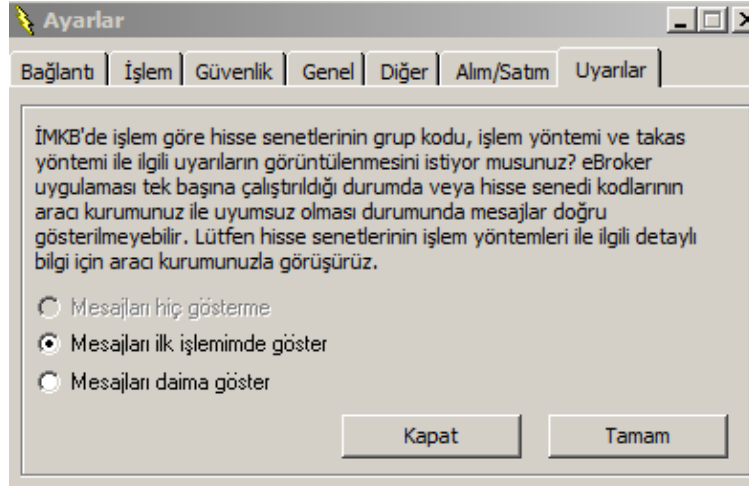 Ayarlar
Bağlantı İşlem Güvenlik Genel Diğer Alım/Satım Uyarılar
İMKB'de işlem göre hisse senetlerinin grup kodu, işlem yöntemi ve takas
yöntemi ile ilgili uyarıların görüntülenmesini istiyor musunuz? eBroker
uygulaması tek başına çalıştırıldığı durumda veya hisse senedi kodlarının
aracı kurumunuz ile uyumsuz olması durumunda mesajlar doğru
gösterilmeyebilir. Lütfen hisse senetlerinin işlem yöntemleri ile ilgili detaylı
bilgi için aracı kurumunuzla görüşürüz.
Mesajları hiç gösterme
Mesajları ilk işlemimde göster
Mesajları daima göster
Kapat Tamam